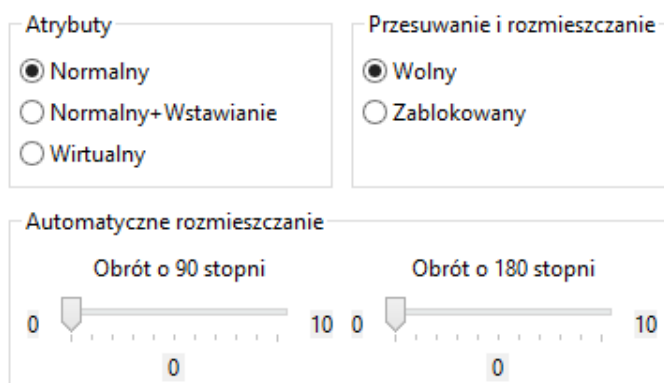 Atrybuty
Normalny
Normalny+Wstawianie
Wirtualny
Przesuwanie i rozmieszczanie
Wolny
Zablokowany
Automatyczne rozmieszczanie
Obrót o 90 stopni
0 10
0
Obrót o 180 stopni
0 10
0